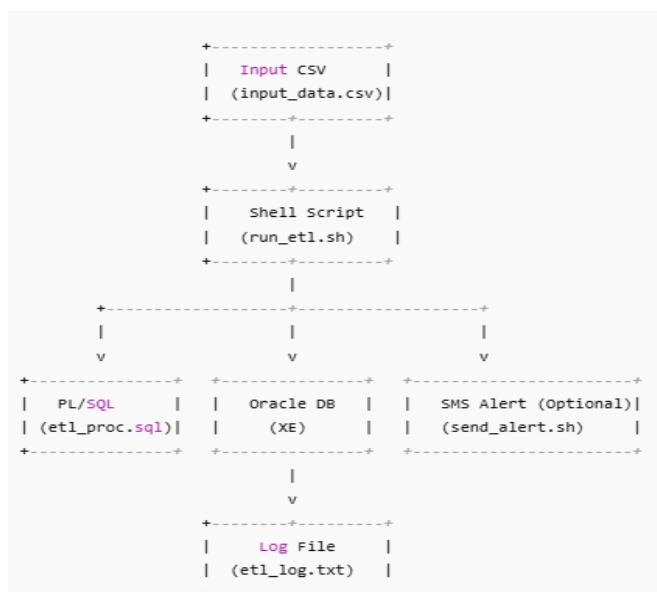 +------------------+
|   Input CSV      |
|  (input_data.csv)|
+--------+---------+
|
v
+--------+---------+
|    Shell Script   |
|   (run_etl.sh)    |
+--------+---------+
|
+-------------------+-------------------+
|                   |                   |
v                   v                   v
+---------------+   +---------------+   +-----------------------+
|   PL/SQL      |   |   Oracle DB   |   |   SMS Alert (Optional)|
| (etl_proc.sql)|   |     (XE)      |   |   (send_alert.sh)     |
+---------------+   +---------------+   +-----------------------+
|
v
+--------+---------+
|     Log File     |
|  (etl_log.txt)   |